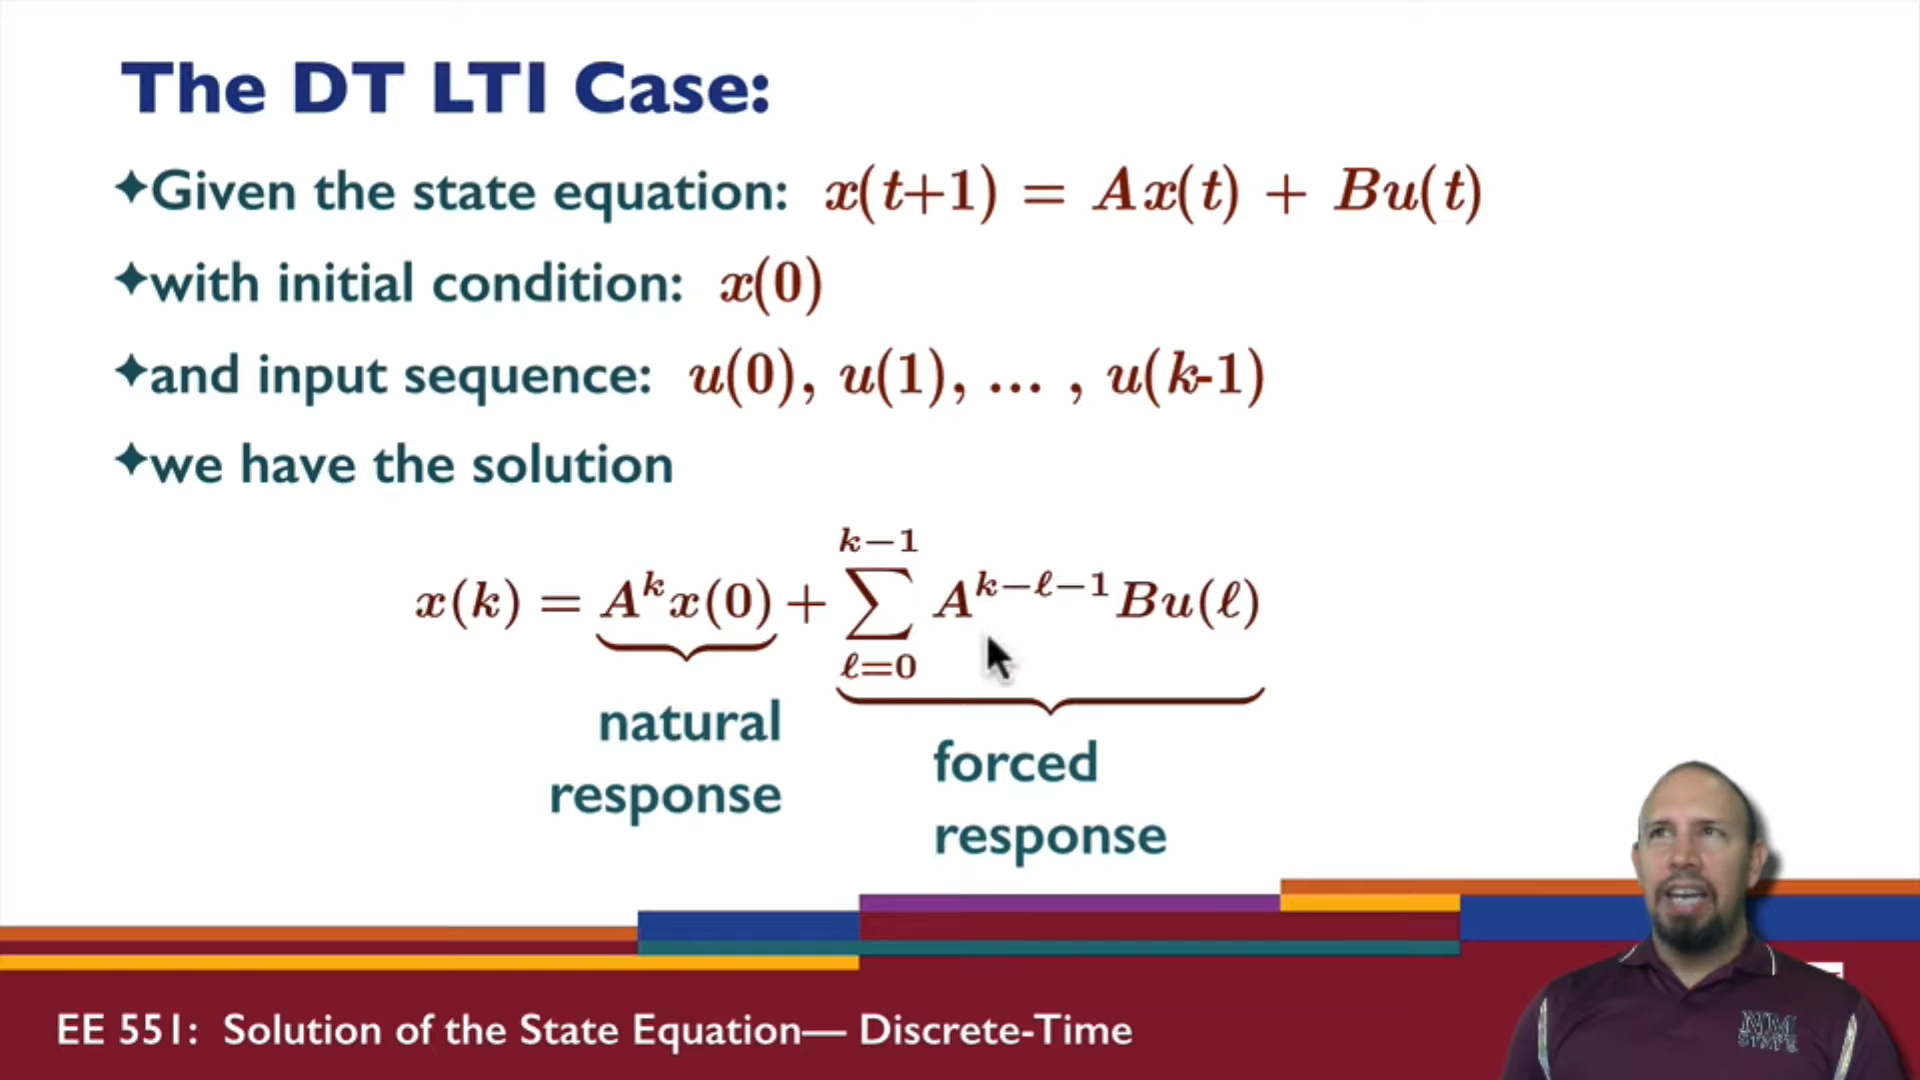 The DT LTI Case:
✦Given the state equation: x(t+1) = Ax(t) + Bu(t)
✦with initial condition: x(0)
✦and input sequence: u(0), u(1), ... , u(k-1)
✦we have the solution
x(k) = A^k x(0) + ∑_{ℓ=0}^{k−1} A^{k−ℓ−1} Bu(ℓ)
natural
response
forced
response
EE 551: Solution of the State Equation— Discrete-Time
NM
STATE